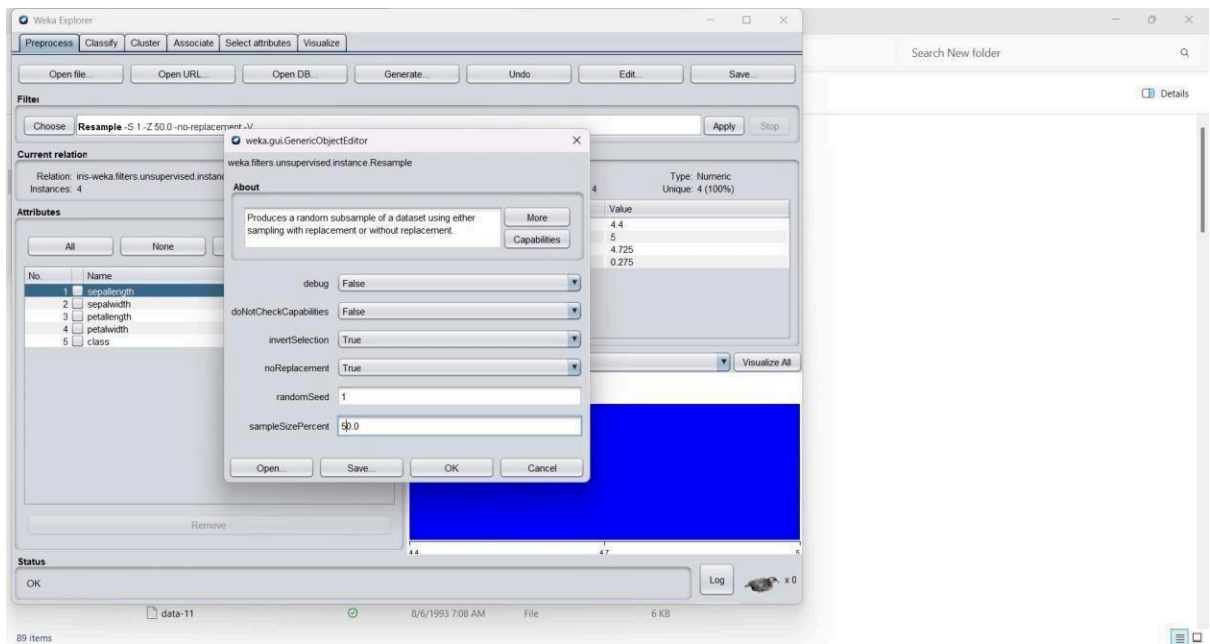 Weka Explorer
Preprocess Classify Cluster Associate Select attributes Visualize
Search New folder
Open file... Open URL... Open DB... Generate... Undo Edit... Save...
Details
Filter
Choose Resample -S 1 -Z 50.0 -no-replacement -V Apply Stop
weka.gui.GenericObjectEditor
Current relation
weka.filters.unsupervised.instance.Resample
Relation: iris-weka.filters.unsupervised.instanc
Type: Numeric
Instances: 4
About
4 Unique: 4 (100%)
Attributes
Value
Produces a random subsample of a dataset using either
sampling with replacement or without replacement.
More
Capabilities
4.4
5
4.725
0.275
All None
No. Name
1 sepallength
2 sepalwidth
3 petallength
4 petalwidth
5 class
debug False
doNotCheckCapabilities False
invertSelection True
noReplacement True
randomSeed 1
sampleSizePercent 50.0
Visualize All
Open... Save... OK Cancel
Remove
4.4 4.7 5
Status
OK
Log x 0
data-11 8/6/1993 7:08 AM File 6 KB
89 items